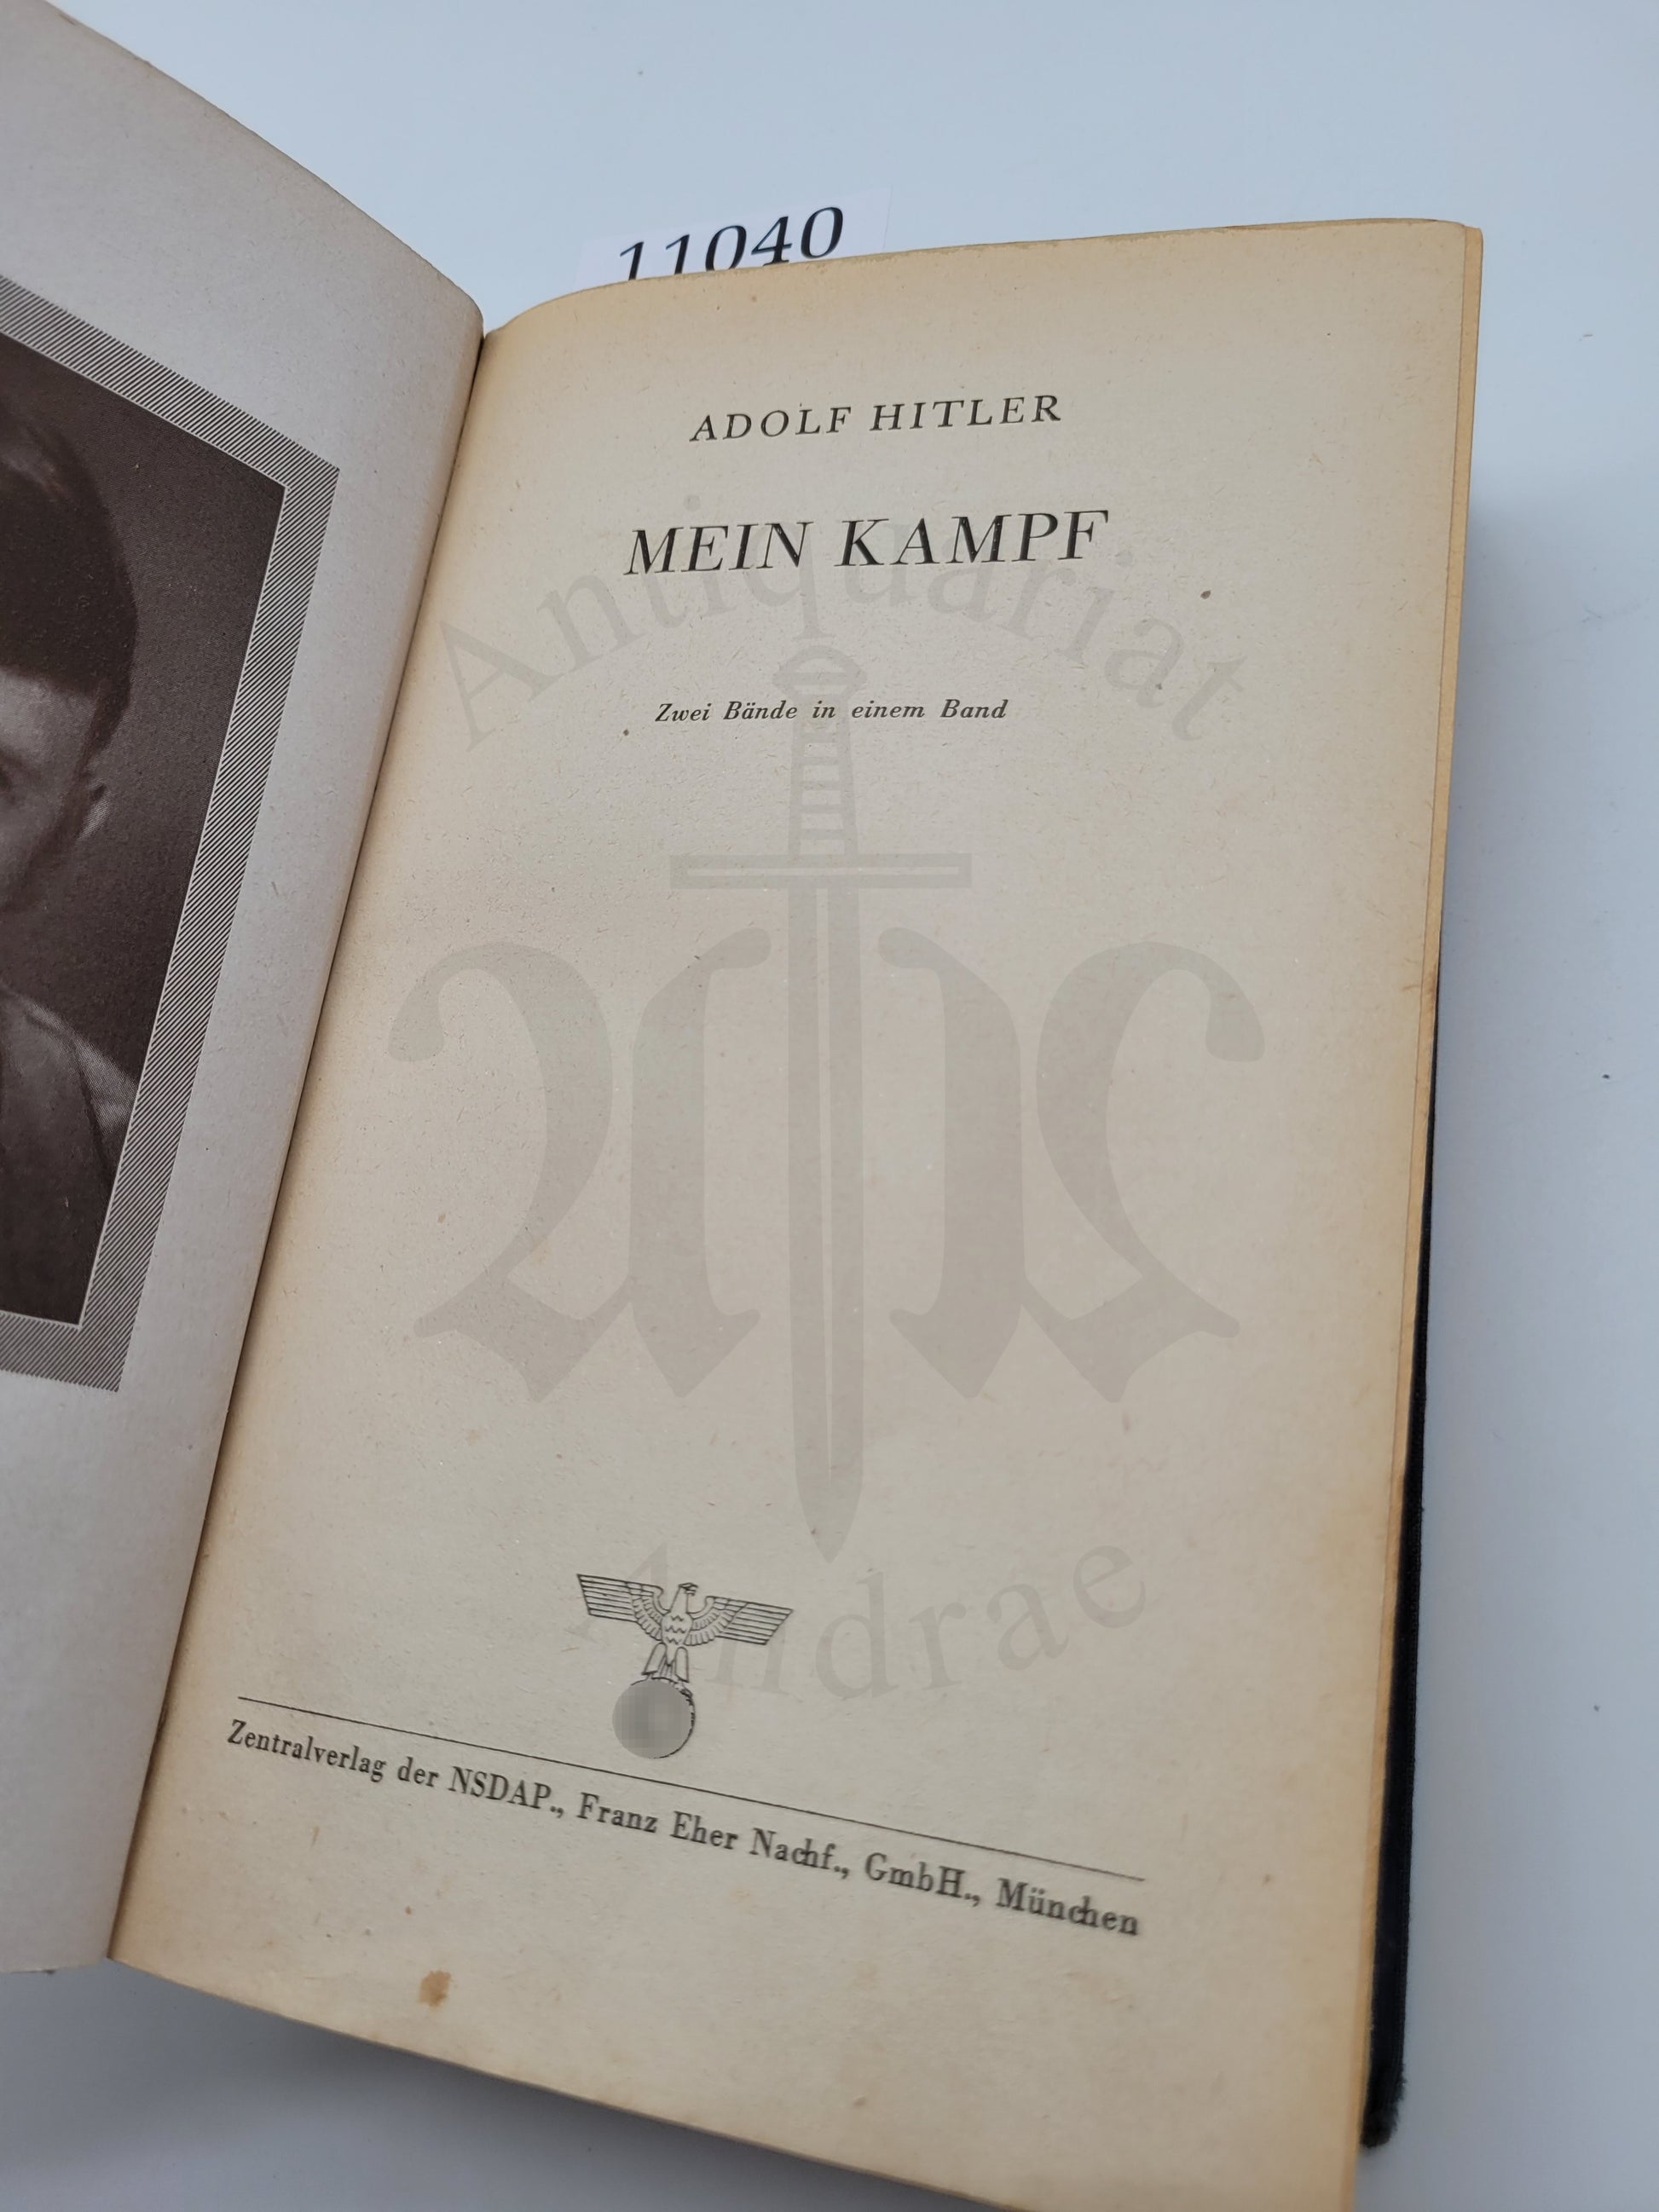 11040
ADOLF HITLER
MEIN KAMPF
Antiquariat
Zwei Bände in einem Band
Andrae
Zentralverlag der NSDAP., Franz Eher Nachf., GmbH., München